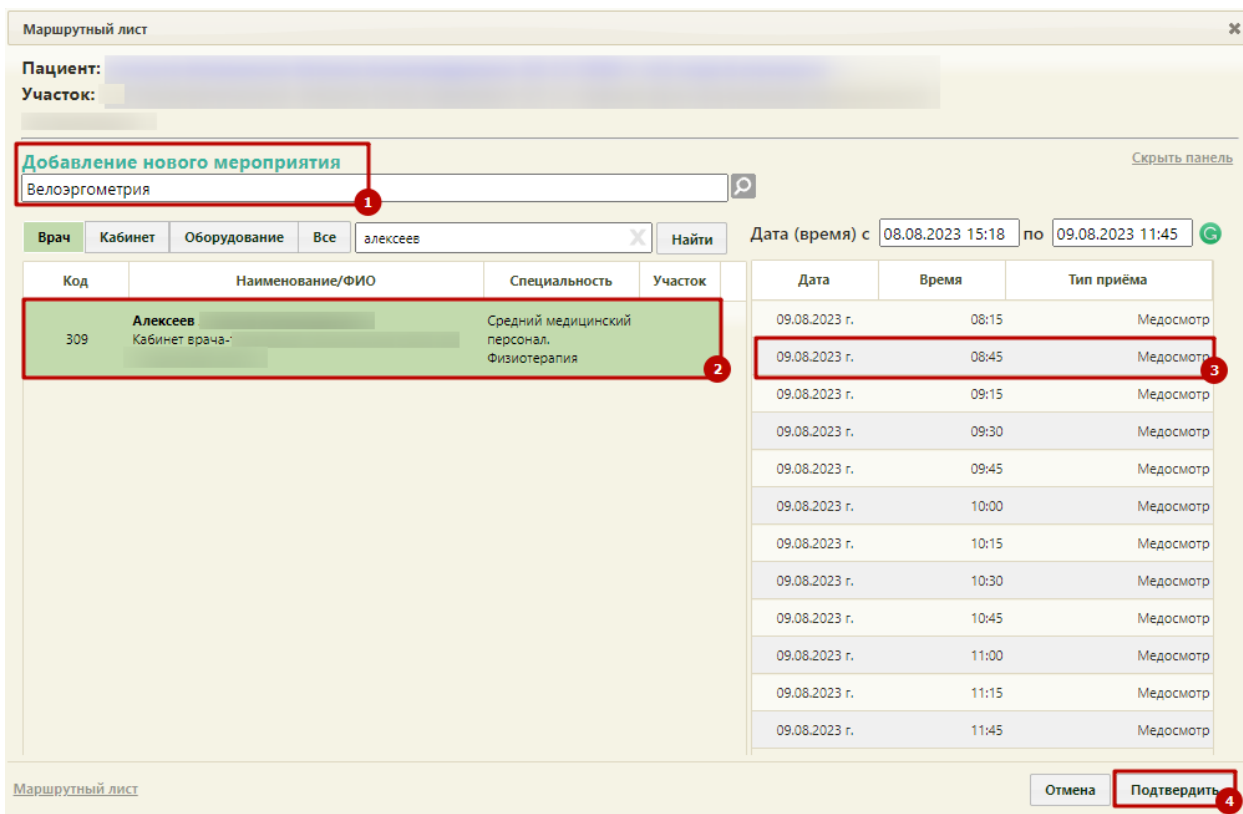 Маршрутный лист
Пациент:
Участок:
Добавление нового мероприятия
Скрыть панель
Велоэргометрия
1
Врач Кабинет Оборудование Все алексеев Найти
Дата (время) с 08.08.2023 15:18 по 09.08.2023 11:45
Код Наименование/ФИО Специальность Участок
309
Алексеев
Кабинет врача-
Средний медицинский
персонал.
Физиотерапия
2
Дата Время Тип приёма
09.08.2023 г. 08:15 Медосмотр
09.08.2023 г. 08:45 Медосмотр
3
09.08.2023 г. 09:15 Медосмотр
09.08.2023 г. 09:30 Медосмотр
09.08.2023 г. 09:45 Медосмотр
09.08.2023 г. 10:00 Медосмотр
09.08.2023 г. 10:15 Медосмотр
09.08.2023 г. 10:30 Медосмотр
09.08.2023 г. 10:45 Медосмотр
09.08.2023 г. 11:00 Медосмотр
09.08.2023 г. 11:15 Медосмотр
09.08.2023 г. 11:45 Медосмотр
Маршрутный лист
Отмена Подтвердить
4